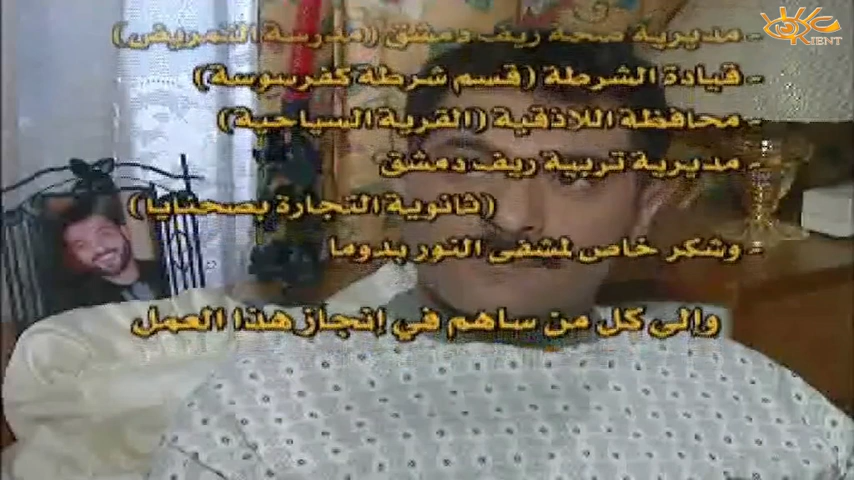 - مديرية صحة ريف دمشق (مدرسة التمريض)
- قيادة الشرطة (قسم شرطة كفرسوسة)
- محافظة اللاذقية (القرية السياحية)
- مديرية تربية ريف دمشق
(ثانوية التجارة بصحنايا)
- وشكر خاص لمشفى النور بدوما
وإلى كل من ساهم في إنجاز هذا العمل